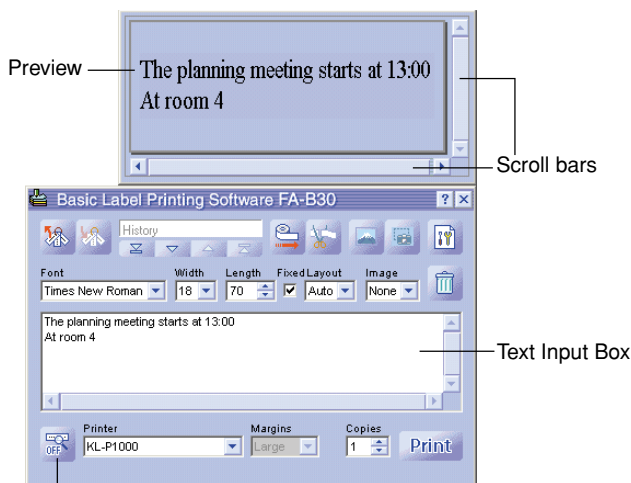 Preview
The planning meeting starts at 13:00
At room 4
Scroll bars
Basic Label Printing Software FA-B30
History
Font Width Length Fixed Layout Image
Times New Roman 18 70 Auto None
The planning meeting starts at 13:00
At room 4
Text Input Box
Printer Margins Copies
OFF KL-P1000 Large 1 Print